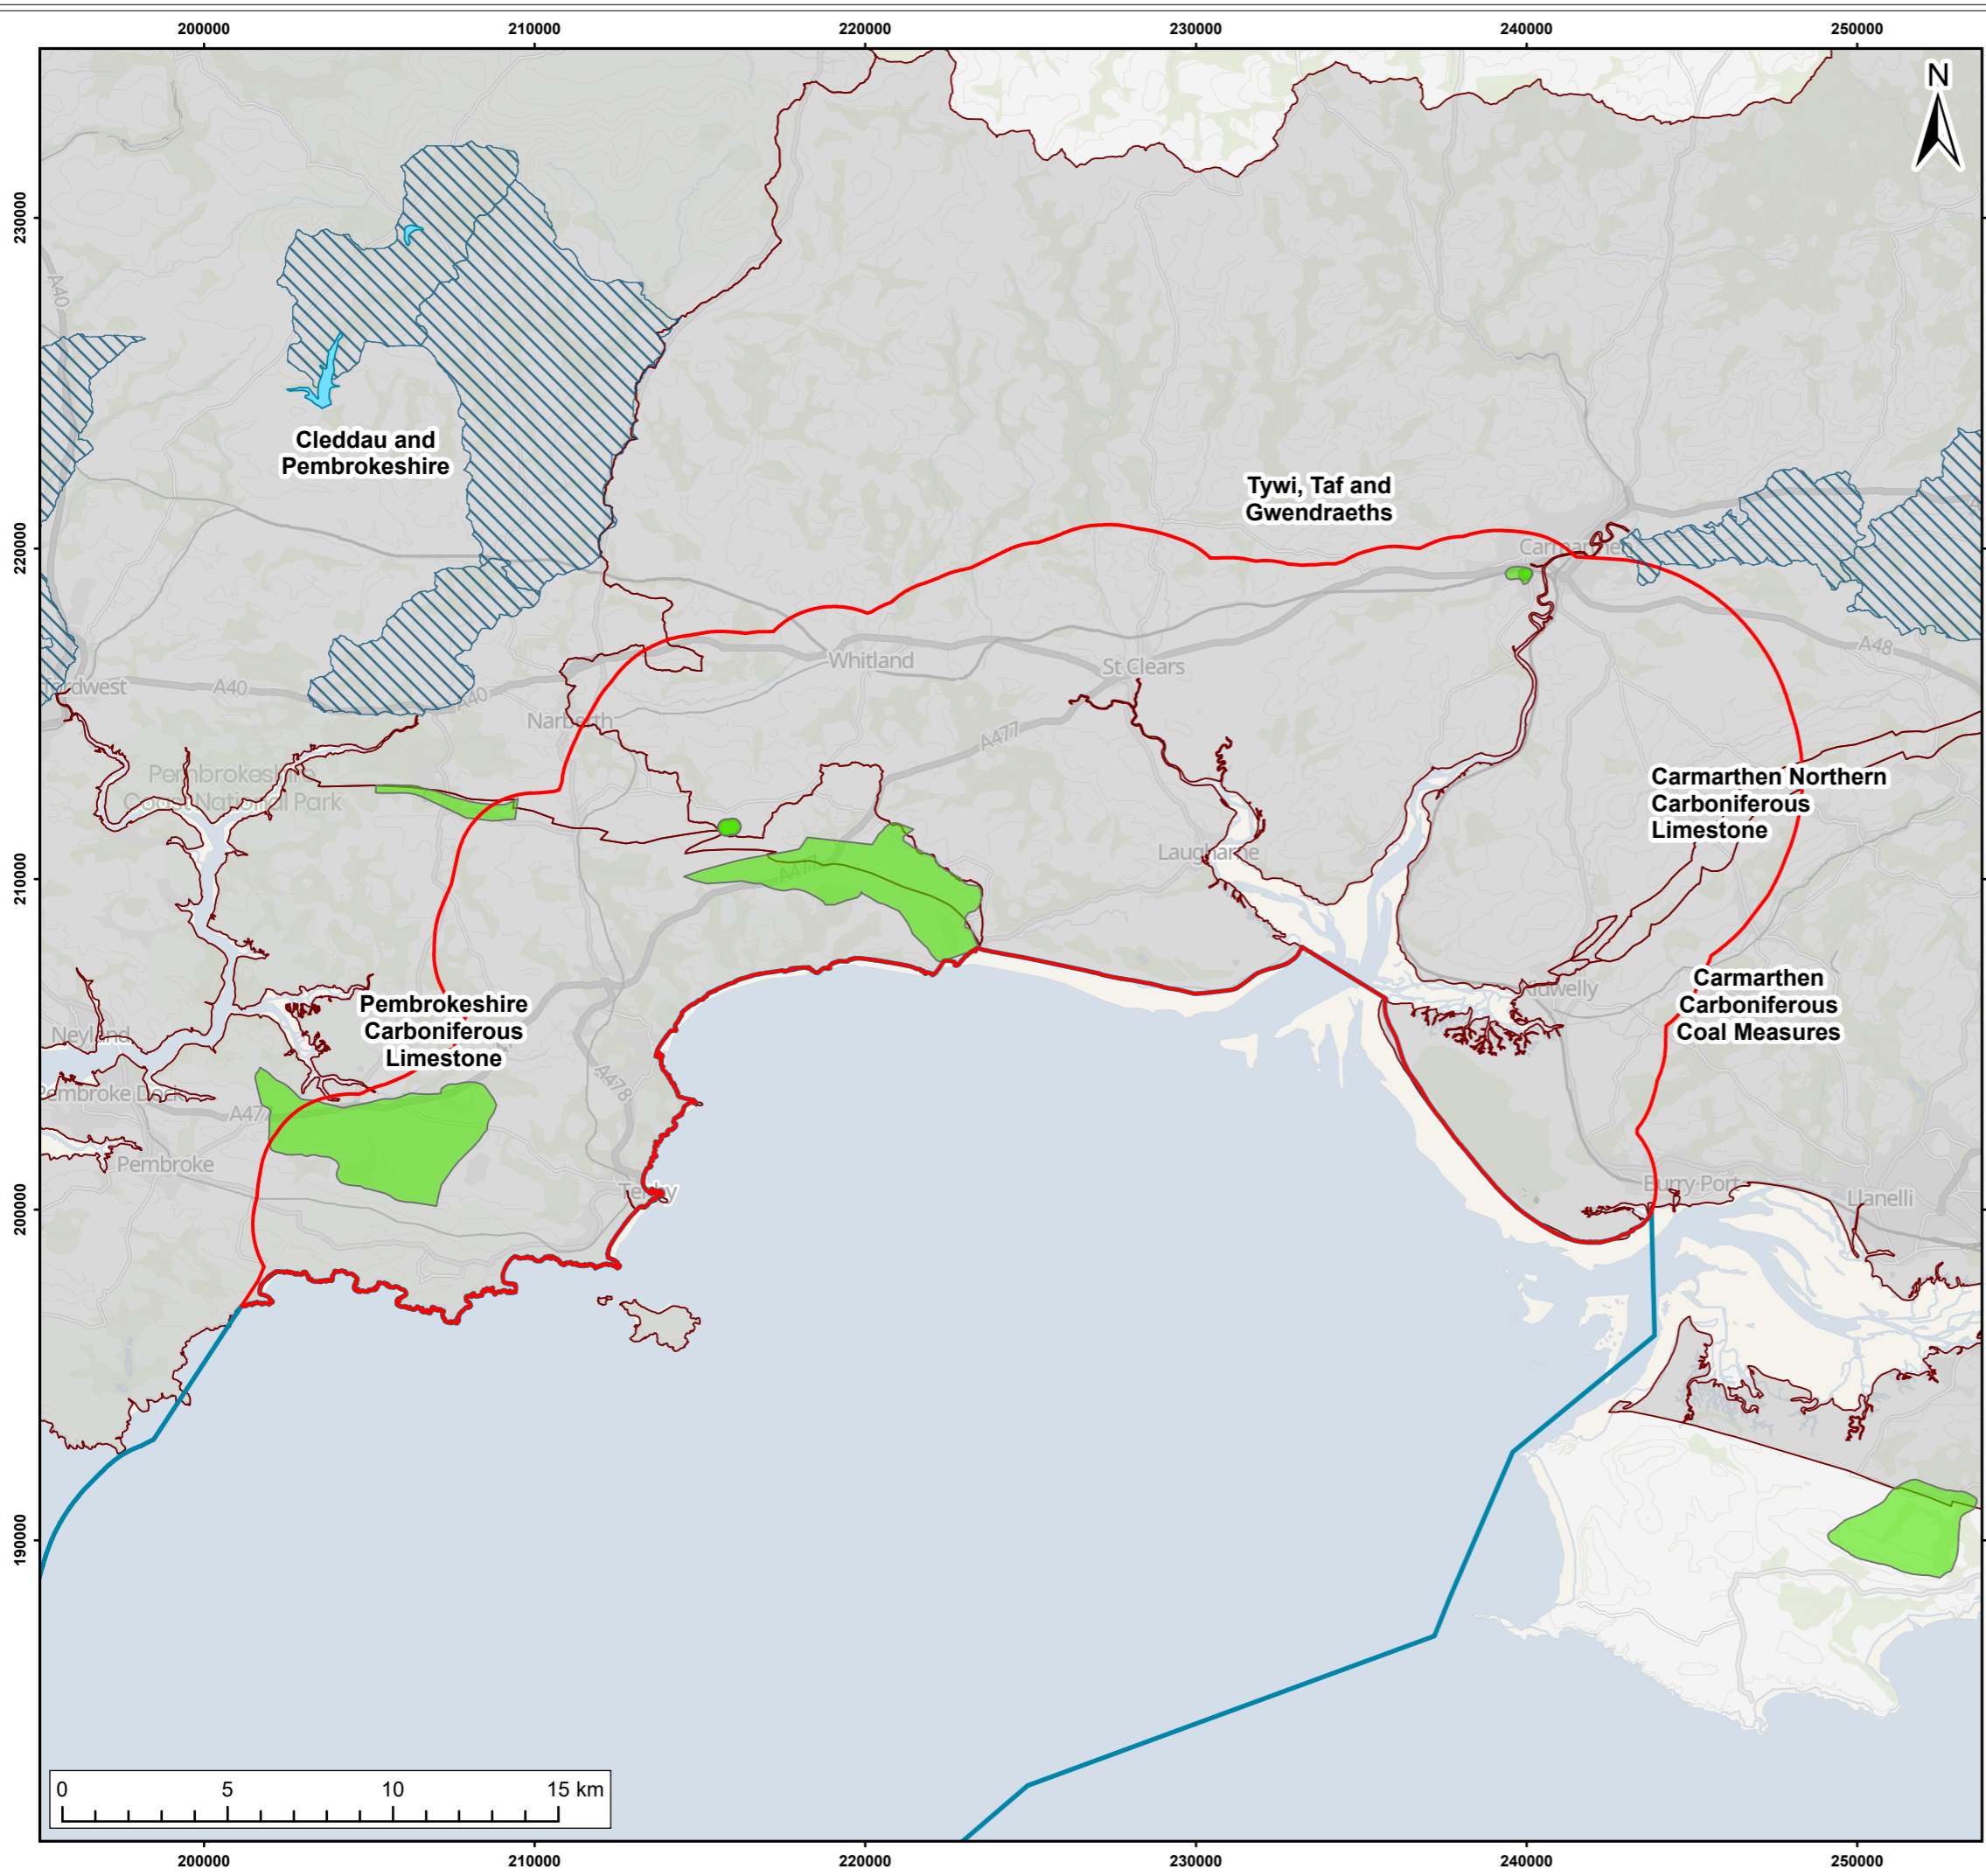 200000 210000 220000 230000 240000 250000
N
230000
A40
Cleddau and
Pembrokeshire
Tywi, Taf and
Gwendraeths
220000
A48
Whitland
St Clears
A40
A40
Narberth
A477
Pembrokeshire
Coast National Park
Carmarthen Northern
Carboniferous
Limestone
210000
Laugharne
A477
Kidwelly
Carmarthen
Carboniferous
Coal Measures
Pembrokeshire
Carboniferous
Limestone
Neyland
A478
Pembroke Dock
A477
Pembroke
Tenby
Burry Port
Llanelli
200000
190000
0 5 10 15 km
200000 210000 220000 230000 240000 250000